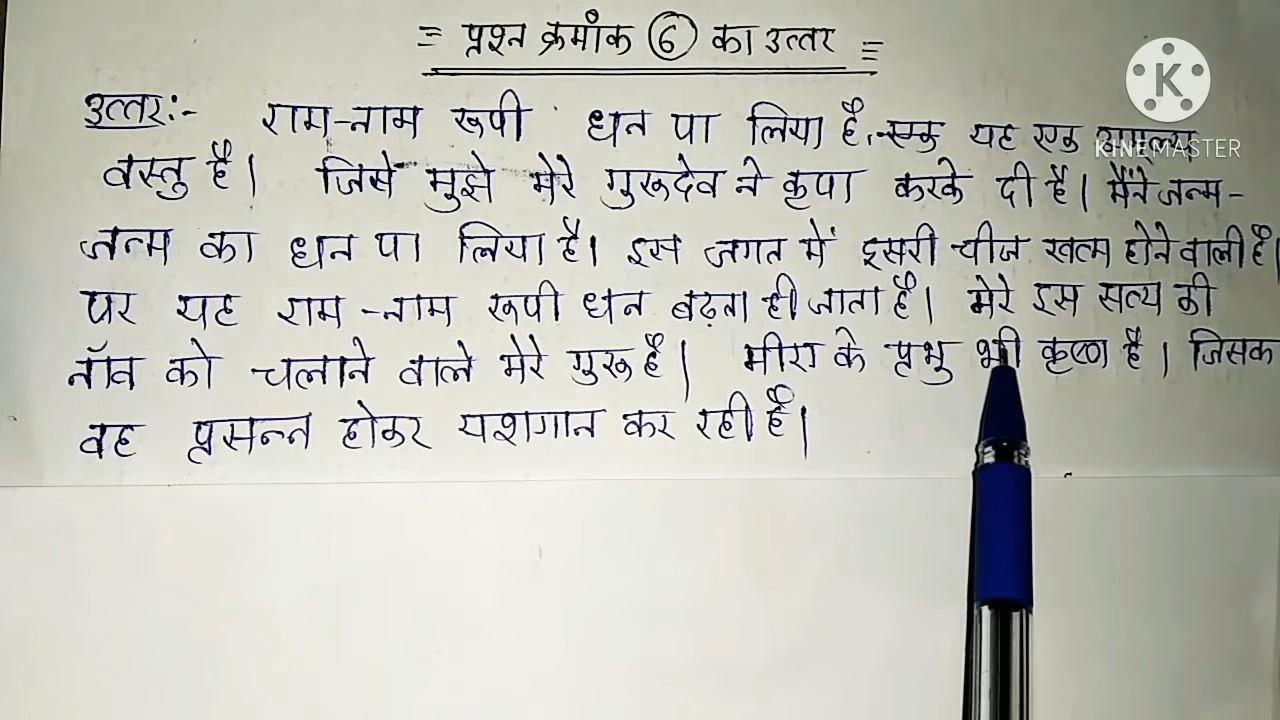 = प्रश्न क्रमाँक ⑥ का उत्तर =
K
KINEMASTER
उत्तर:- राम-नाम रूपी धन पा लिया है, यह एक
वस्तु है। जिसे मुझे मेरे गुरूदेव ने कृपा करके दी है। मैंने जन्म-
जन्म का धन पा लिया है। इस जगत में इसरी चीज खत्म होने वाली है।
पर यह राम-नाम रूपी धन बढ़ता ही जाता है। मेरे इस सत्य की
नॉव को चलाने वाले मेरे गुरू है। मीरा के प्रभु कृष्ण है। जिसक
वह प्रसन्न होकर यशगान कर रही है।